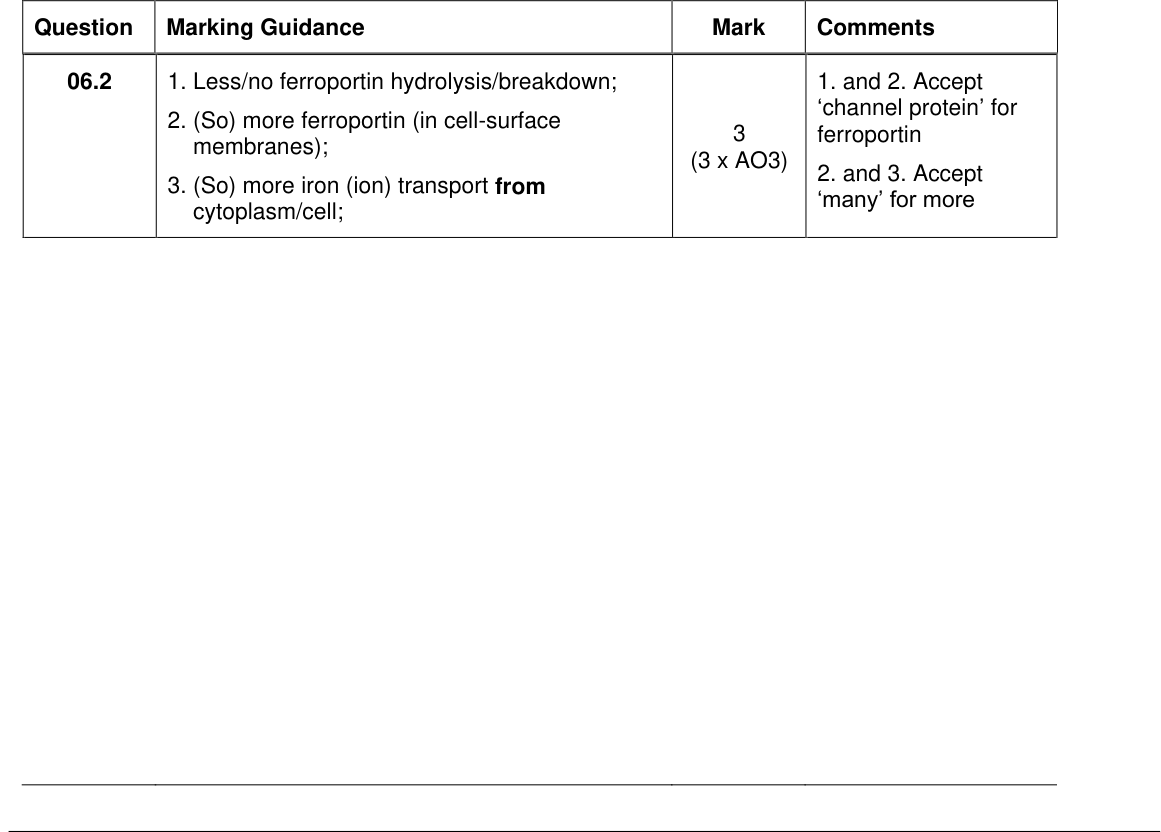 Question Marking Guidance Mark Comments
06.2
1. Less/no ferroportin hydrolysis/breakdown;
2. (So) more ferroportin (in cell-surface
membranes);
3. (So) more iron (ion) transport from
cytoplasm/cell;
3
(3 x AO3)
1. and 2. Accept
‘channel protein’ for
ferroportin
2. and 3. Accept
‘many’ for more